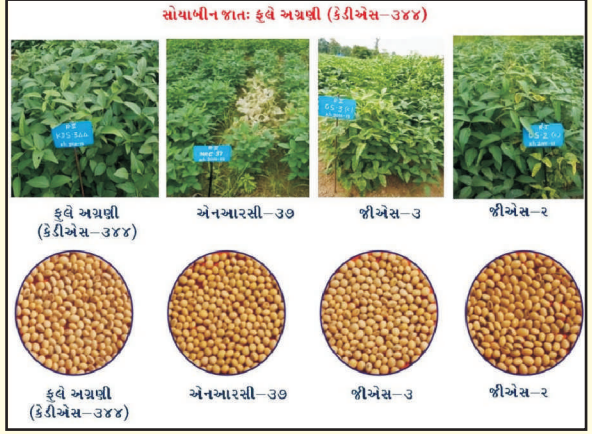 સોયાબીન જાતઃ ફુલે અગ્રણી (કેડીએસ-૩૪૪)
ફુલે અગ્રણી
(કેડીએસ-૩૪૪)
એનઆરસી-૩૭
જીએસ-૩
જીએસ-૨
ફુલે અગ્રણી
(કેડીએસ-૩૪૪)
એનઆરસી-૩૭
જીએસ-૩
જીએસ-૨